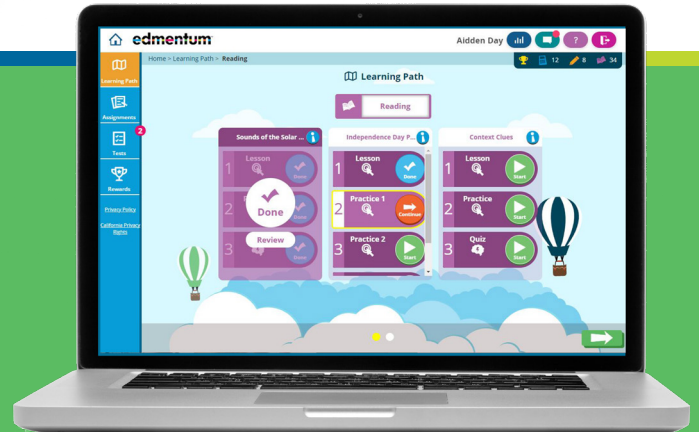 edmentum
Aidden Day
?
Home > Learning Path > Reading
12
8
34
Learning Path
Learning Path
Reading
Assignments
2
Tests
Rewards
Privacy Policy
California Privacy
Rights
Sounds of the Solar ...
1
Lesson
Done
2
Done
Review
3
Done
Independence Day P...
1
Lesson
Done
2
Practice 1
Continue
3
Practice 2
Start
Context Clues
1
Lesson
Start
2
Practice
Start
3
Quiz
Start